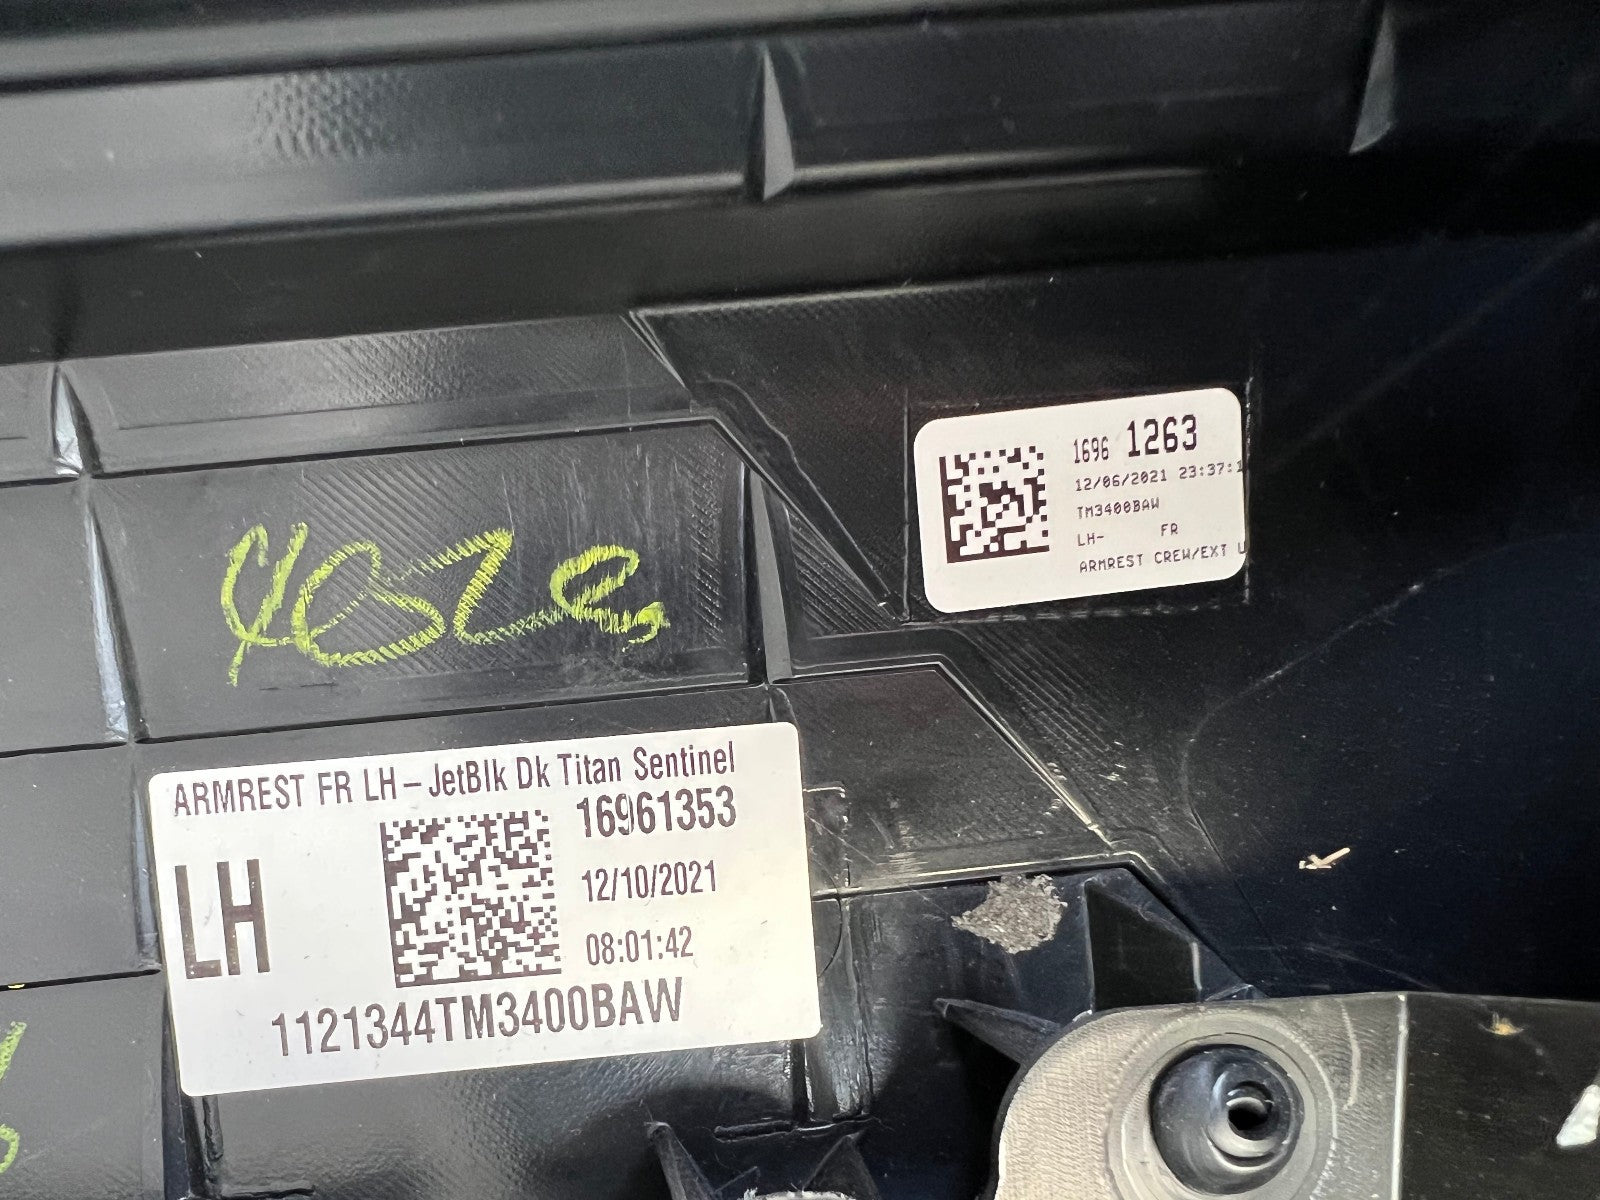 1696 1263
12/06/2021 23:37:1
TM3400BAW
LH- FR
ARMREST CREW/EXT U
ARMREST FR LH-JetBlk Dk Titan Sentinel
16961353
LH
12/10/2021
08:01:42
1121344TM3400BAW